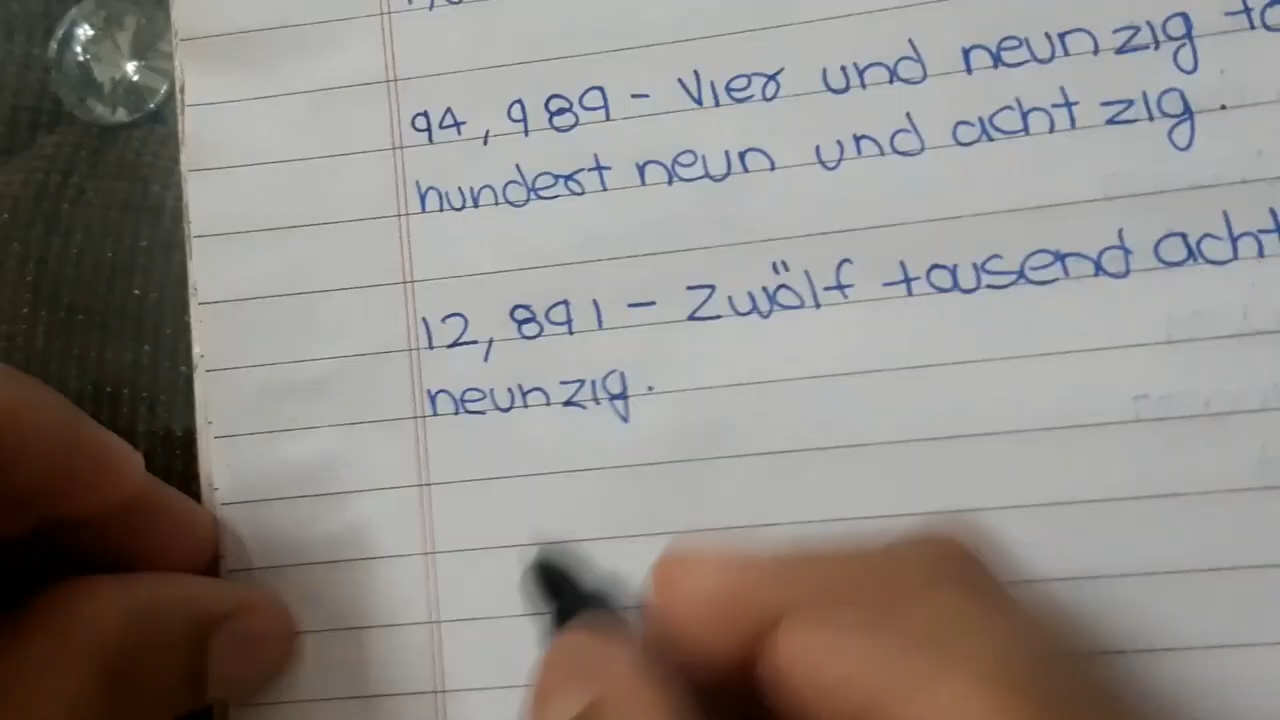 94,989 - Vier und neunzig
hundert neun und achtzig.
12,891 - Zwölf tausend acht
neunzig.